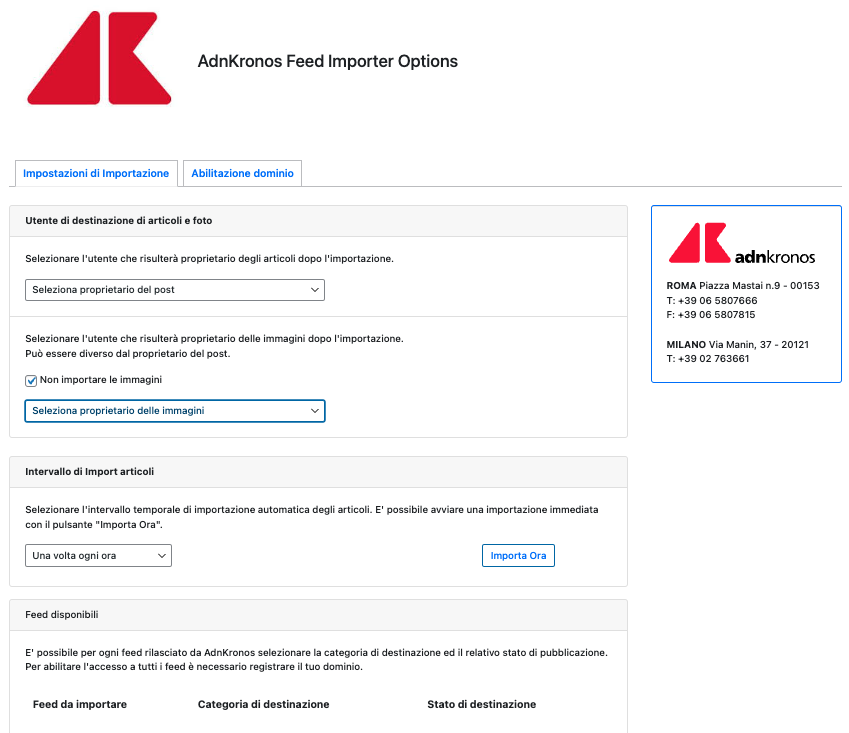 AdnKronos Feed Importer Options
Impostazioni di Importazione
Abilitazione dominio
Utente di destinazione di articoli e foto
Selezionare l'utente che risulterà proprietario degli articoli dopo l'importazione.
Seleziona proprietario del post
Selezionare l'utente che risulterà proprietario delle immagini dopo l'importazione.
Può essere diverso dal proprietario del post.
Non importare le immagini
Seleziona proprietario delle immagini
Intervallo di Import articoli
Selezionare l'intervallo temporale di importazione automatica degli articoli. E' possibile avviare una importazione immediata
con il pulsante "Importa Ora".
Una volta ogni ora
Importa Ora
Feed disponibili
E' possibile per ogni feed rilasciato da AdnKronos selezionare la categoria di destinazione ed il relativo stato di pubblicazione.
Per abilitare l'accesso a tutti i feed è necessario registrare il tuo dominio.
Feed da importare
Categoria di destinazione
Stato di destinazione
adnkronos
ROMA Piazza Mastai n.9 - 00153
T: +39 06 5807666
F: +39 06 5807815
MILANO Via Manin, 37 - 20121
T: +39 02 763661